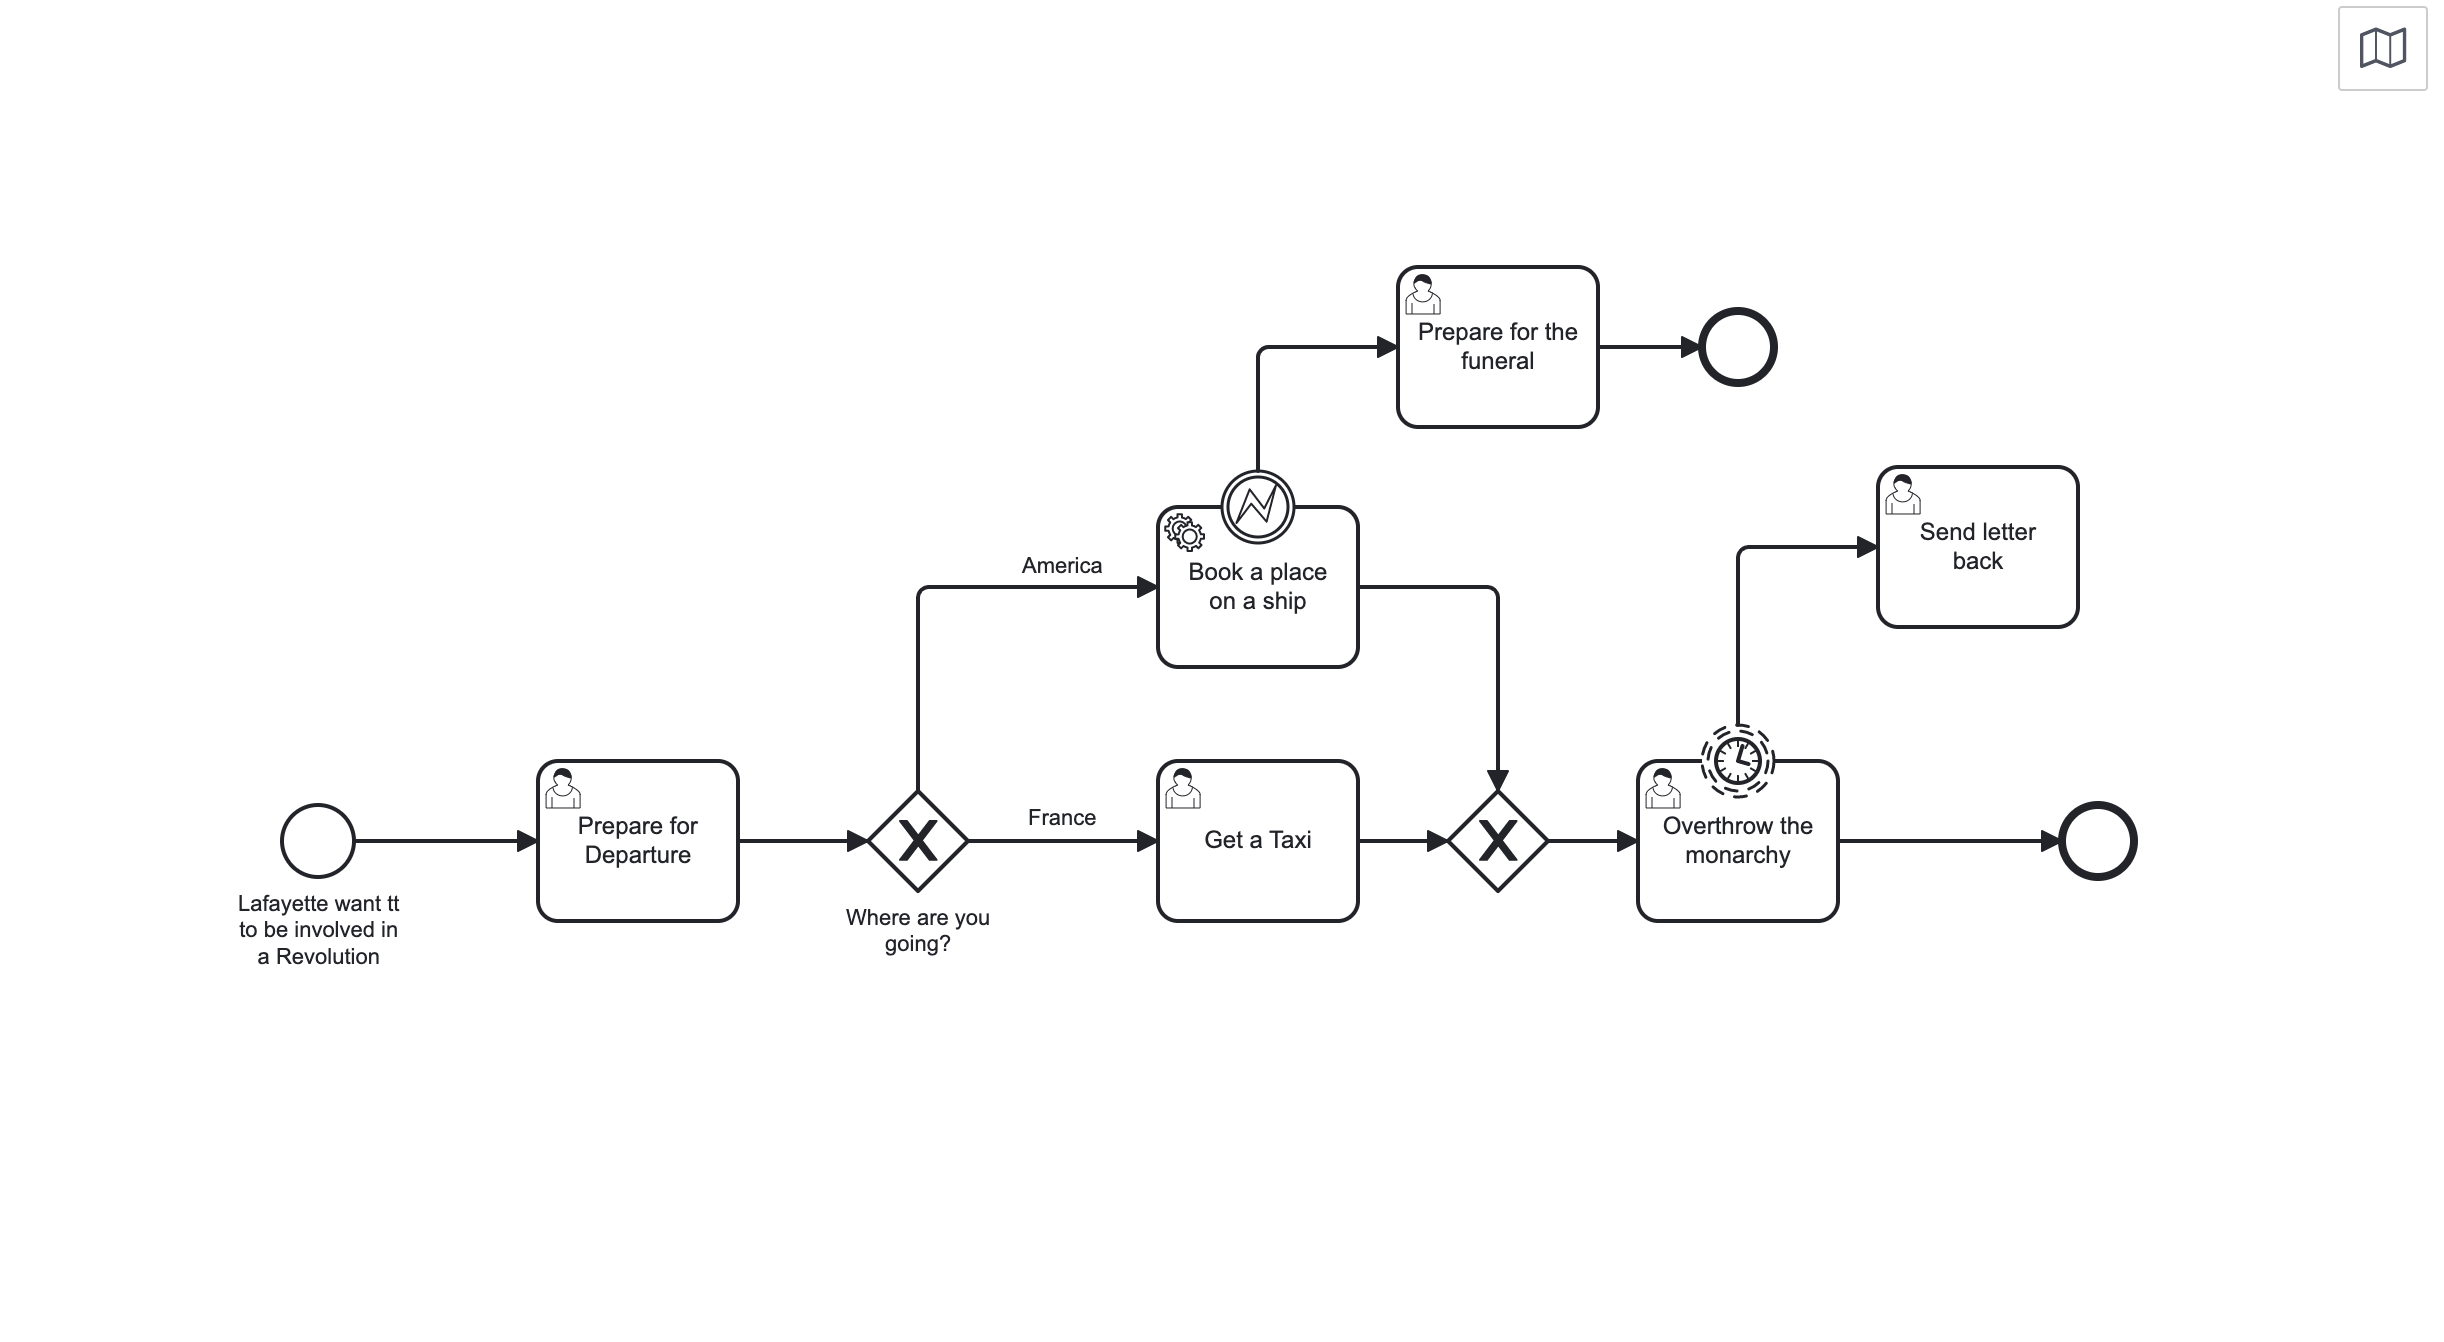 Prepare for the
funeral
Send letter
back
America
Book a place
on a ship
Lafayette want tt
to be involved in
a Revolution
Prepare for
Departure
Where are you
going?
France
Get a Taxi
Overthrow the
monarchy